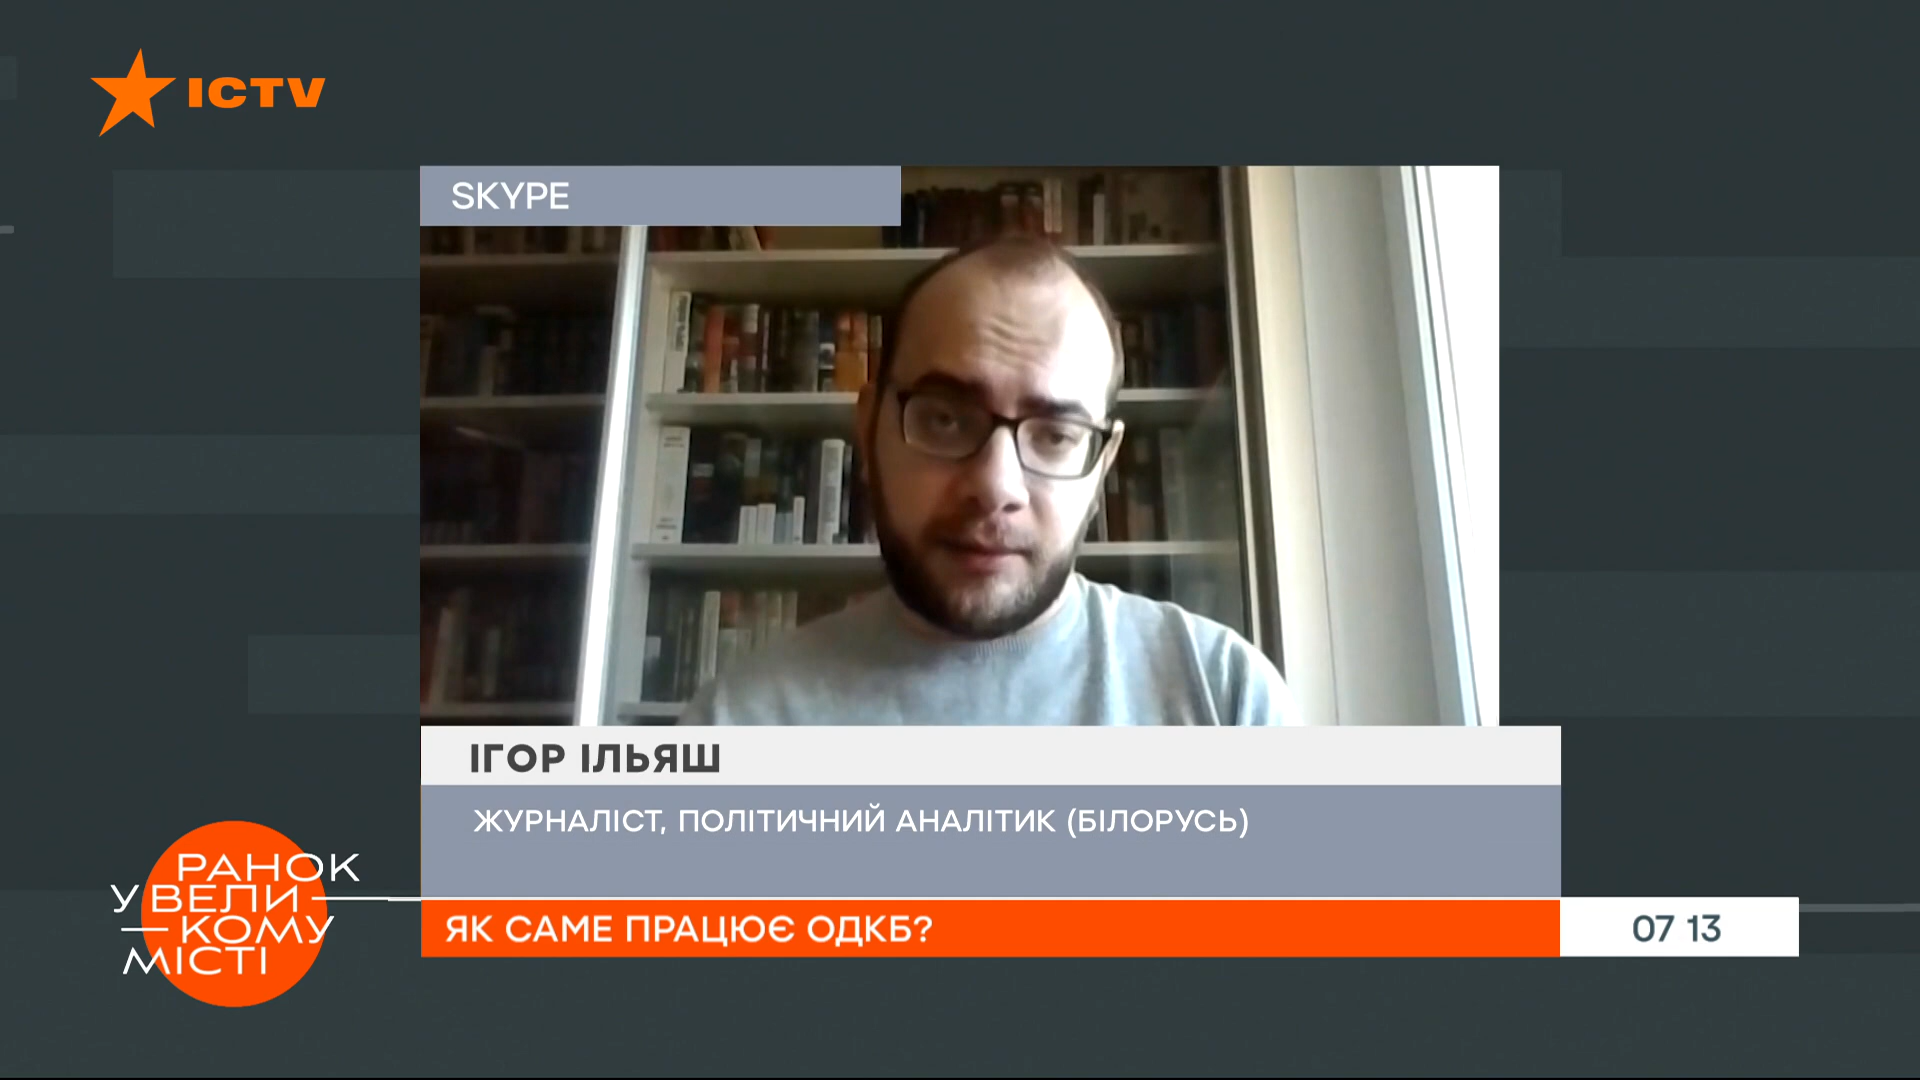 ICTV
SKYPE
ІГОР ІЛЬЯШ
ЖУРНАЛІСТ, ПОЛІТИЧНИЙ АНАЛІТИК (БІЛОРУСЬ)
РАНОК
У ВЕЛИ—
—КОМУ
МІСТІ
ЯК САМЕ ПРАЦЮЄ ОДКБ?
07 13